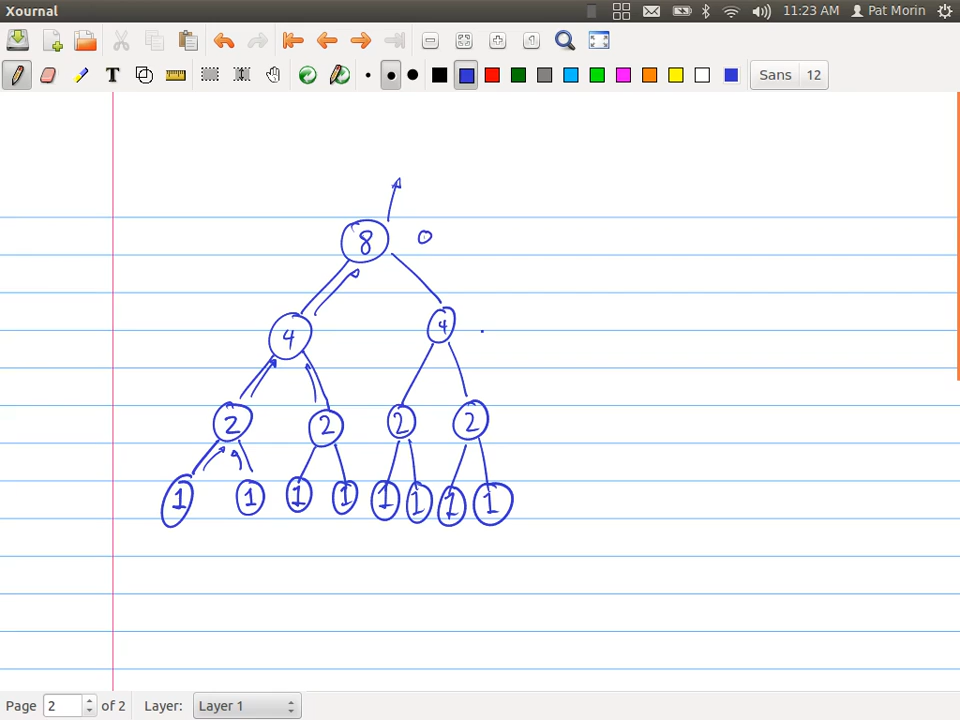 Xournal
11:23 AM Pat Morin
T Sans 12
8 0
4 4
2 2 2 2
1 1 1 1 1 1 1 1
Page 2 of 2 Layer: Layer 1